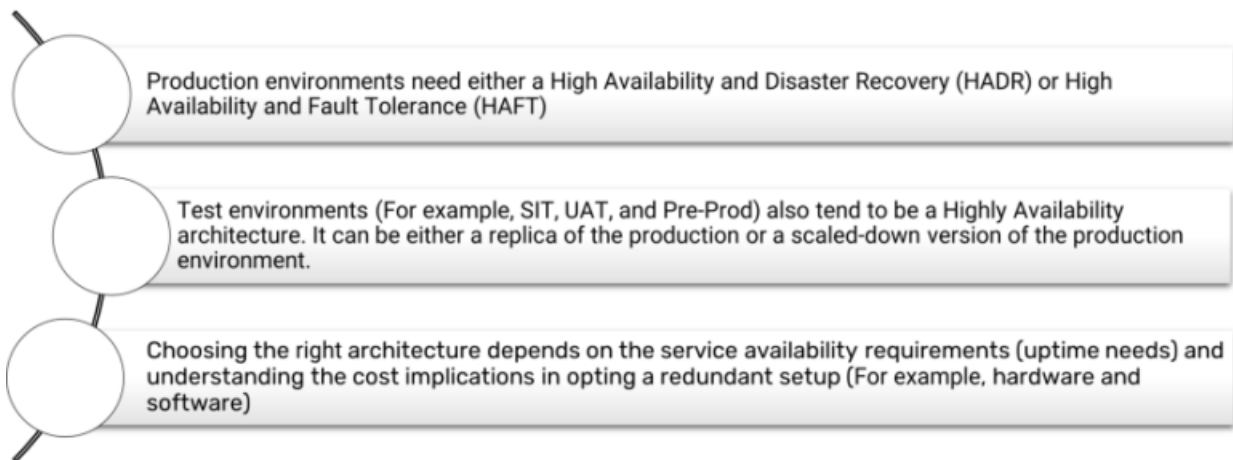 Production environments need either a High Availability and Disaster Recovery (HADR) or High
Availability and Fault Tolerance (HAFT)
Test environments (For example, SIT, UAT, and Pre-Prod) also tend to be a Highly Availability
architecture. It can be either a replica of the production or a scaled-down version of the production
environment.
Choosing the right architecture depends on the service availability requirements (uptime needs) and
understanding the cost implications in opting a redundant setup (For example, hardware and
software)